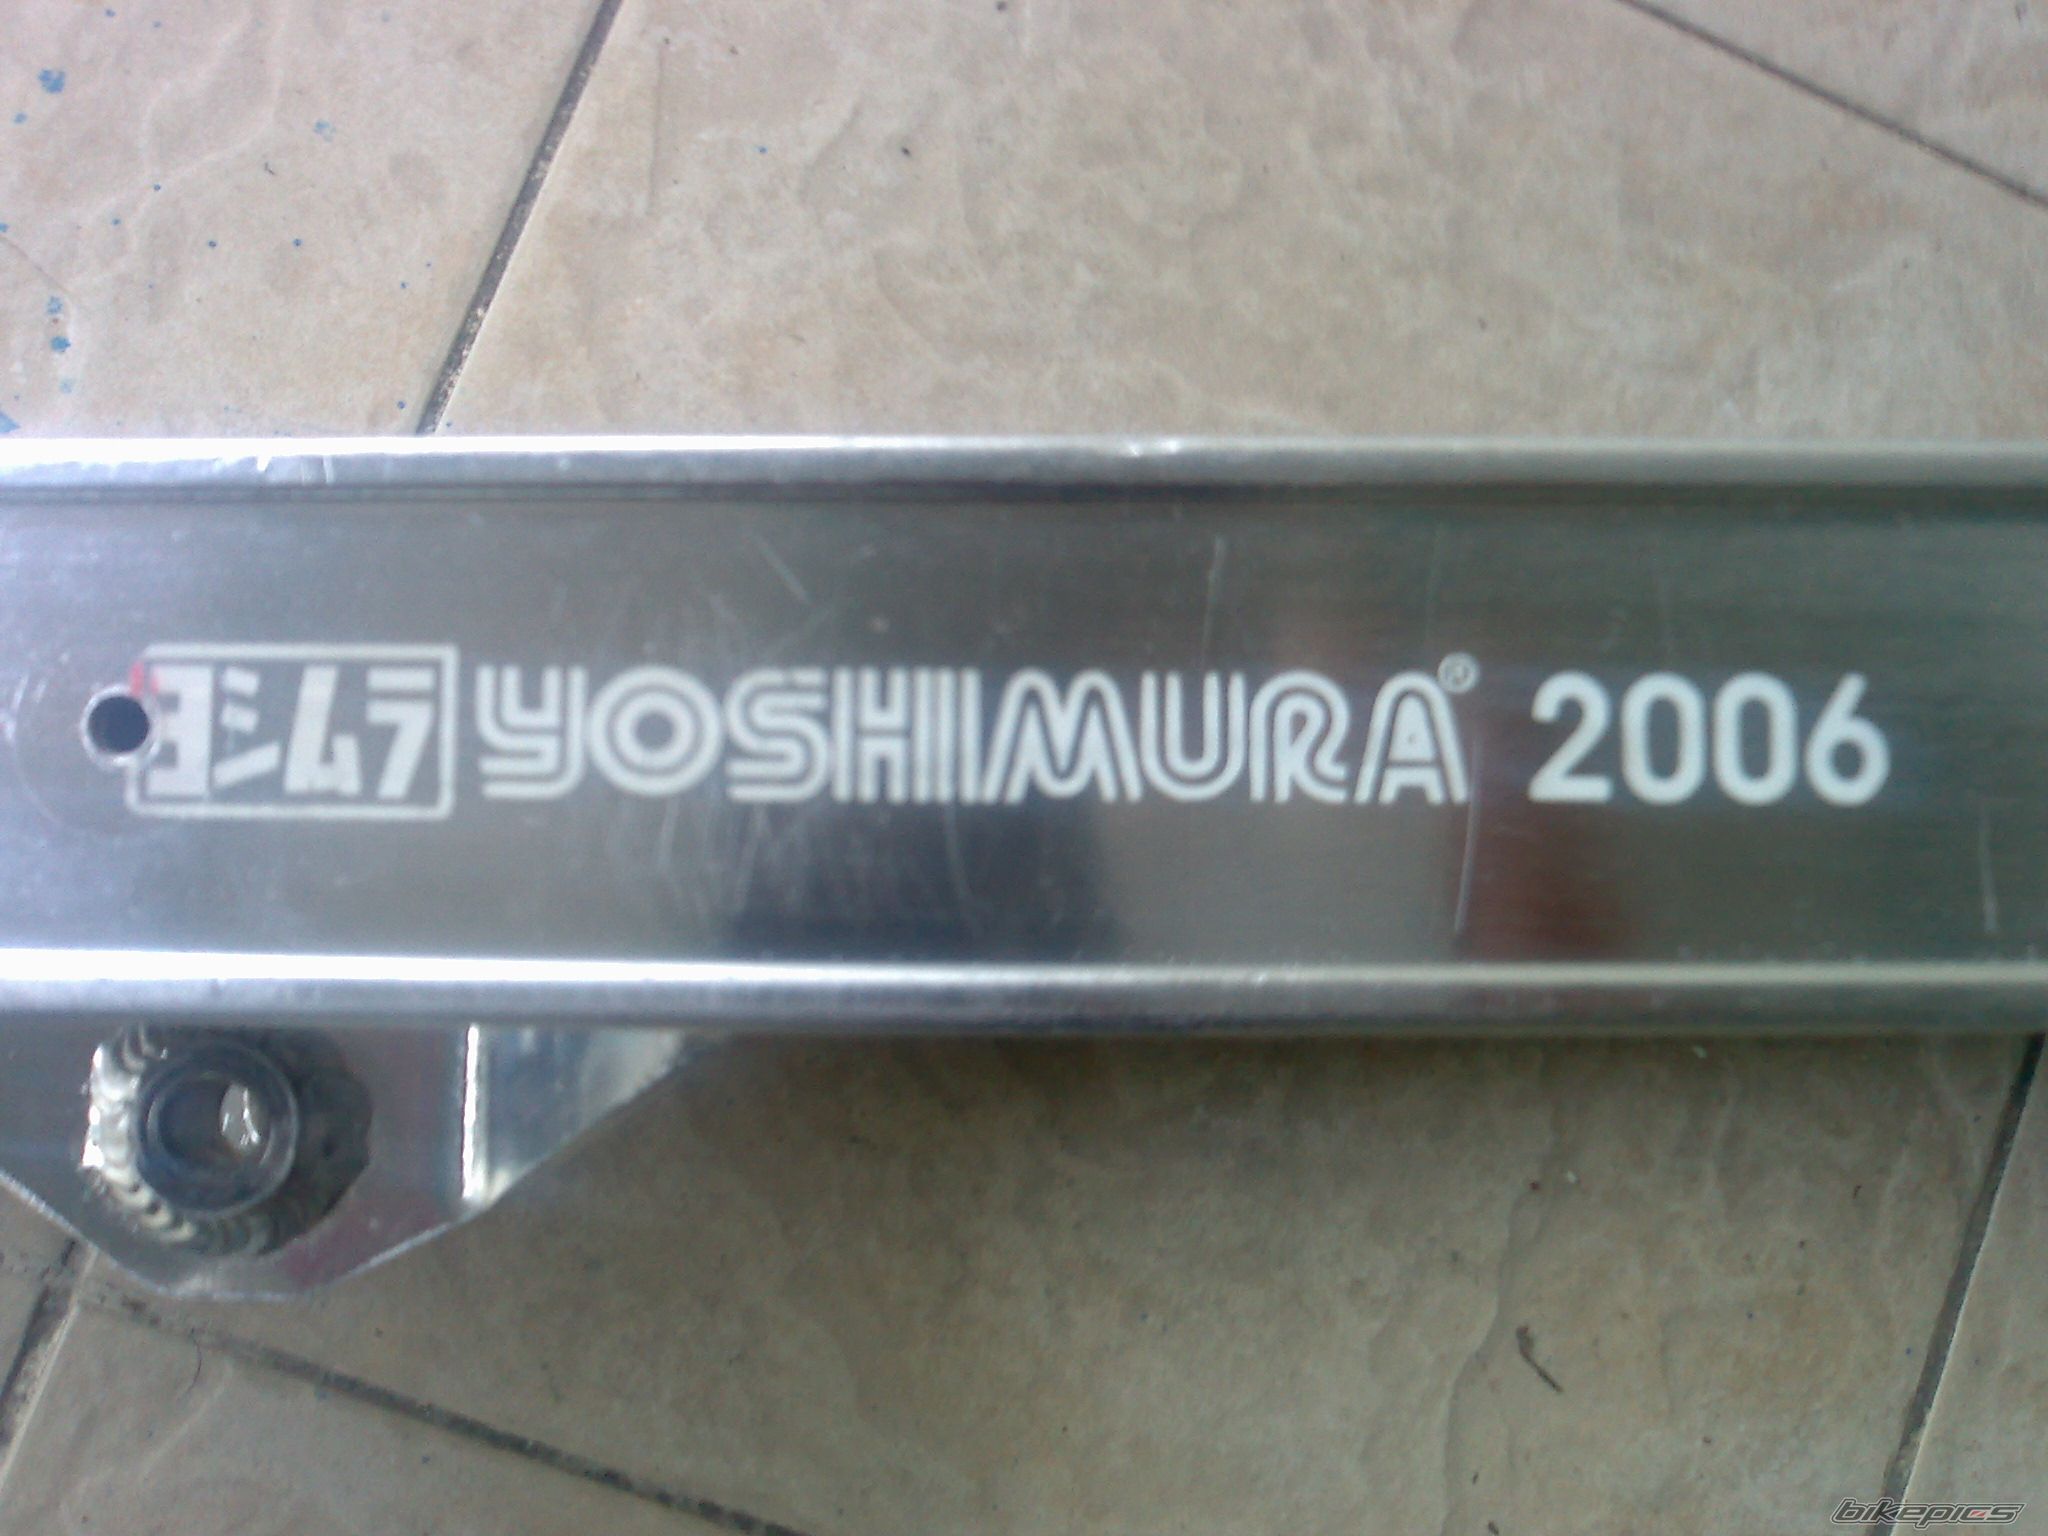 ヨシムラ YOSHIMURA® 2006
bikepics